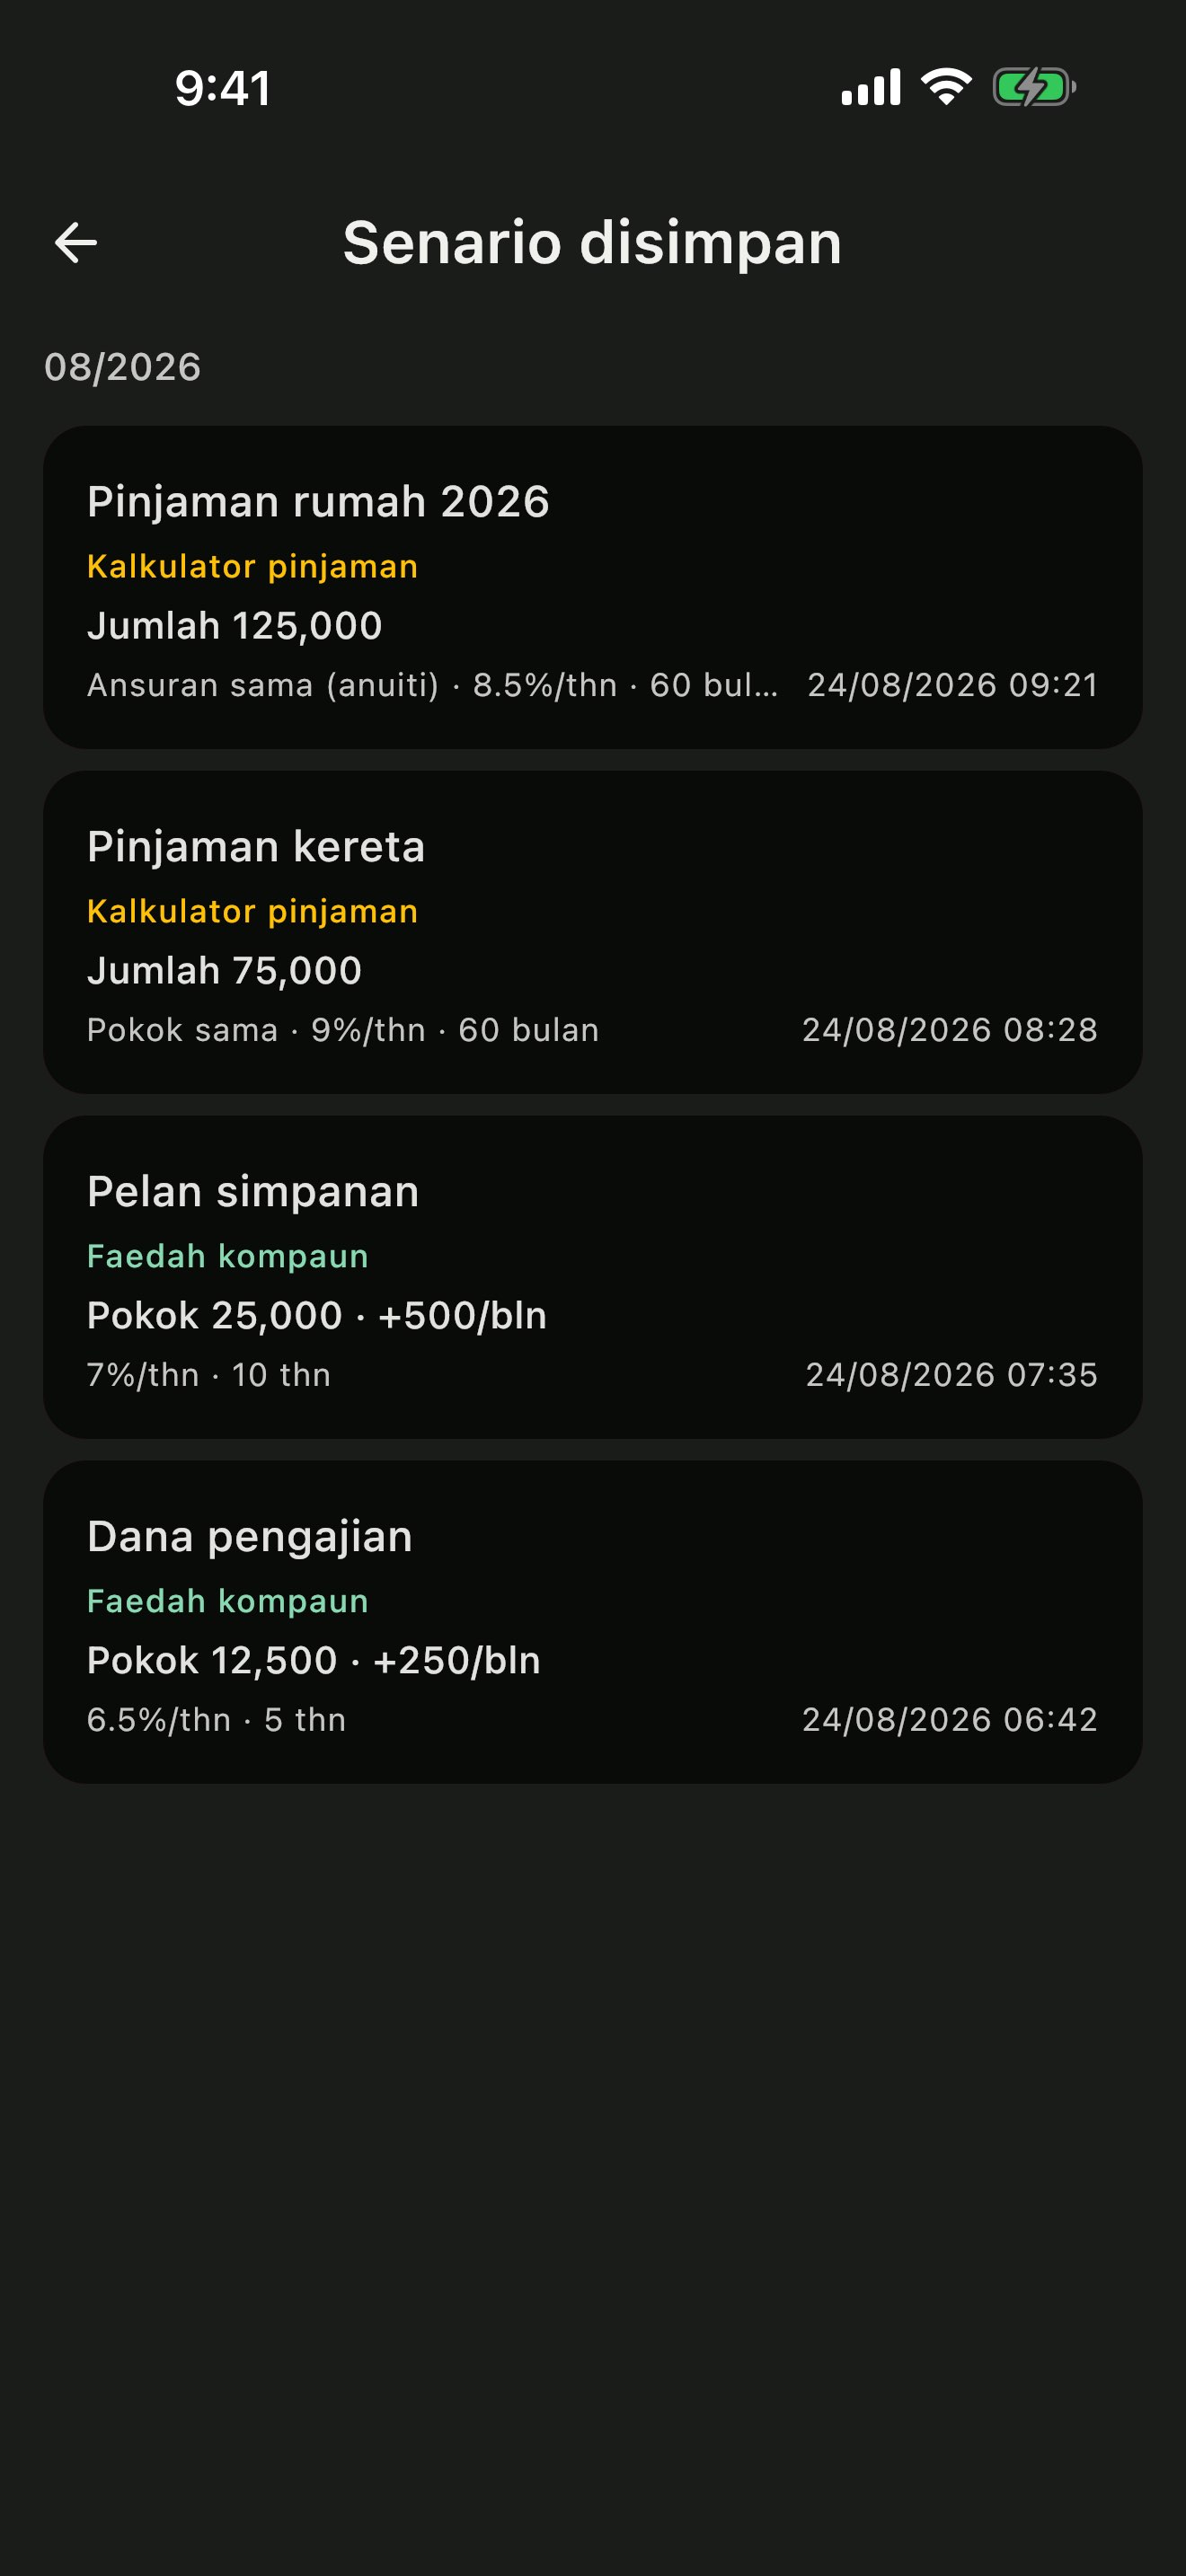 9:41
Senario disimpan
08/2026
Pinjaman rumah 2026
Kalkulator pinjaman
Jumlah 125,000
Ansuran sama (anuiti) · 8.5%/thn · 60 bul... 24/08/2026 09:21
Pinjaman kereta
Kalkulator pinjaman
Jumlah 75,000
Pokok sama · 9%/thn · 60 bulan 24/08/2026 08:28
Pelan simpanan
Faedah kompaun
Pokok 25,000 · +500/bln
7%/thn · 10 thn 24/08/2026 07:35
Dana pengajian
Faedah kompaun
Pokok 12,500 · +250/bln
6.5%/thn · 5 thn 24/08/2026 06:42